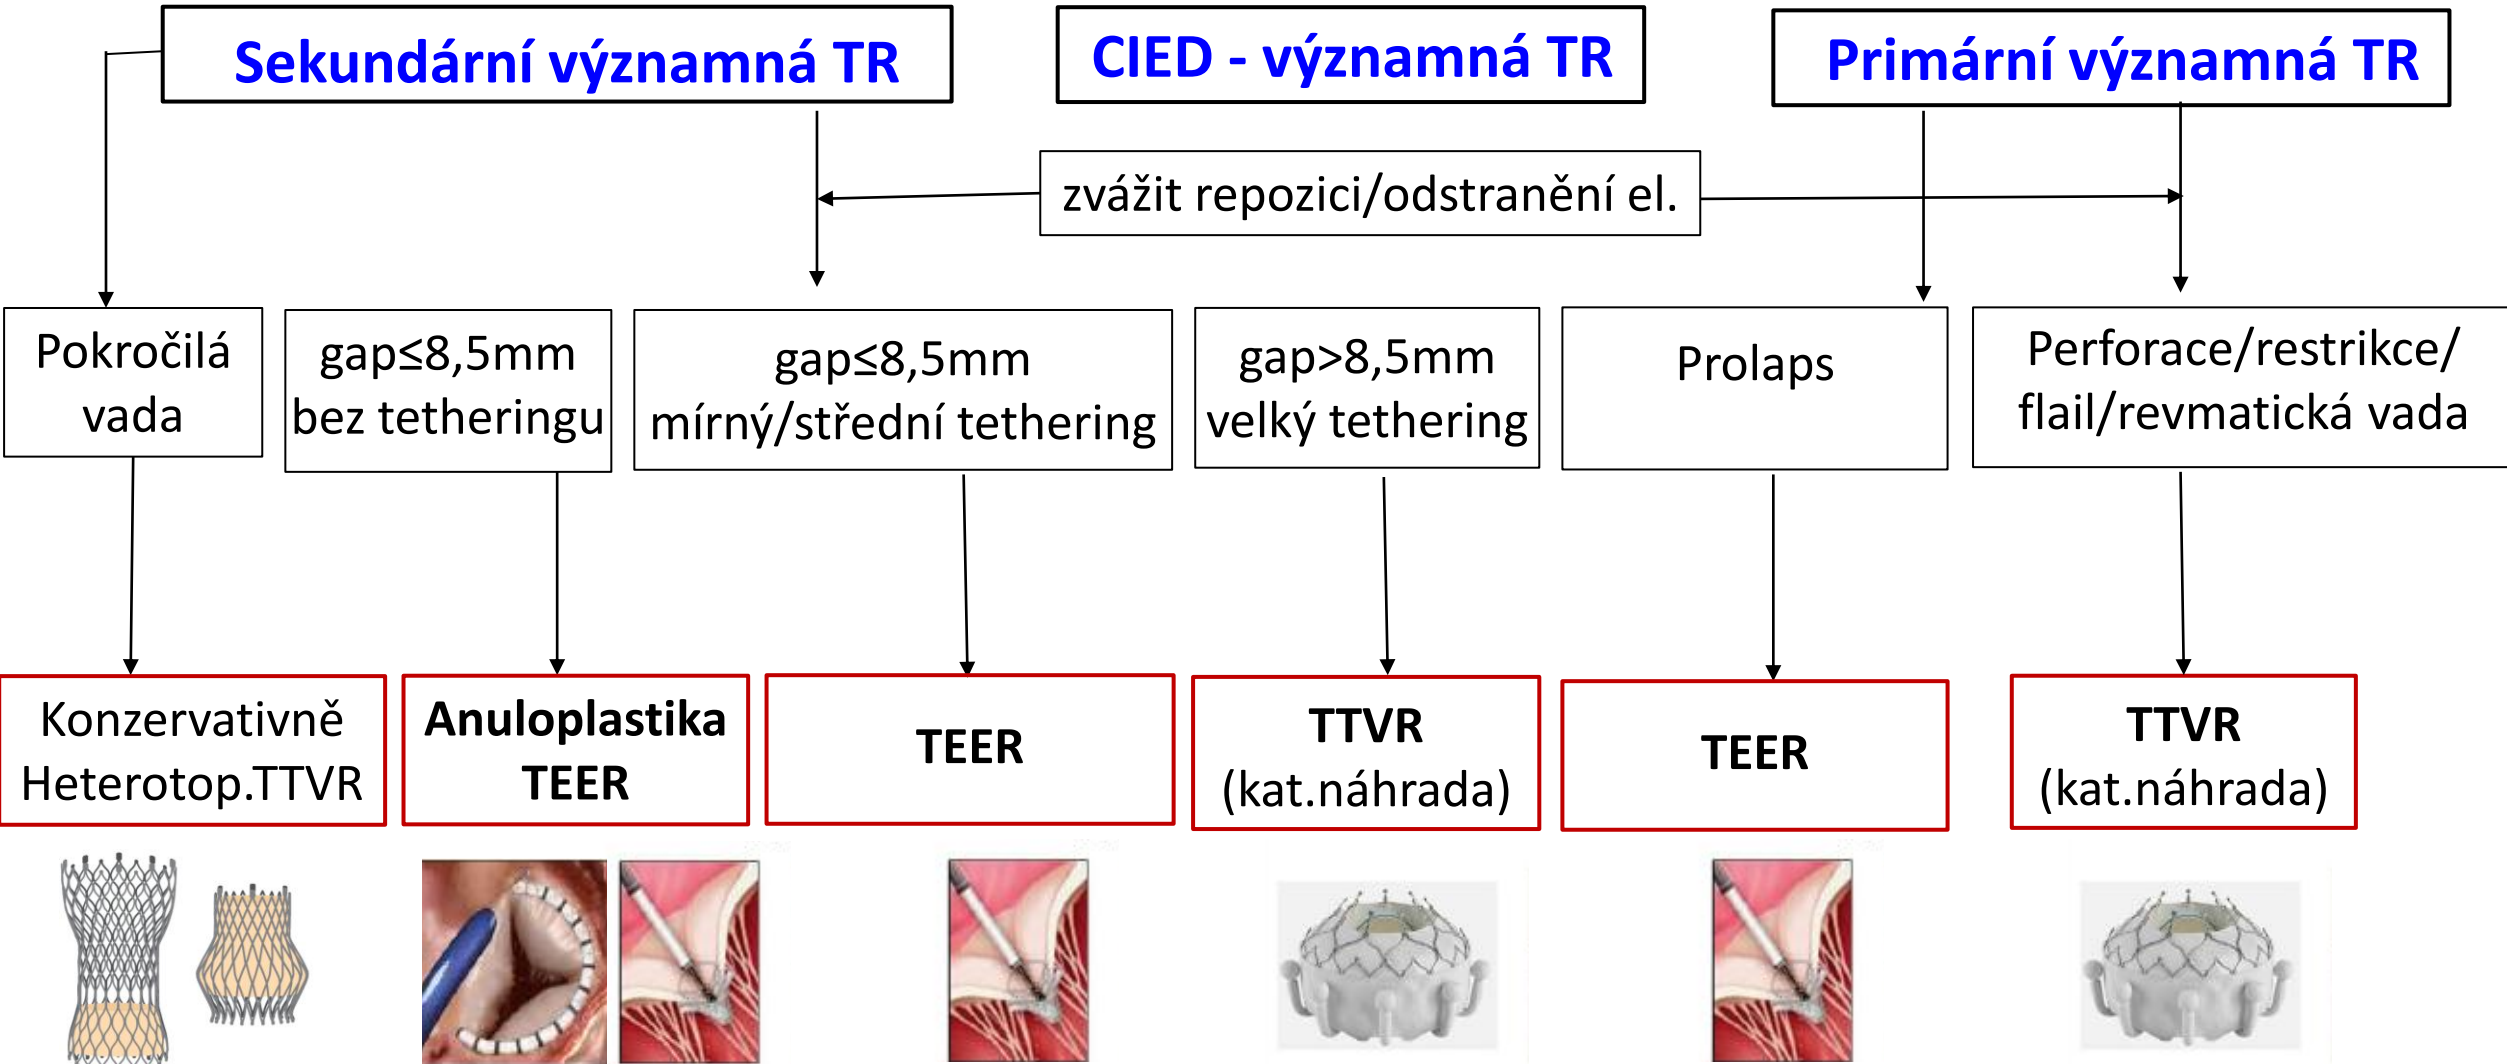 Sekundární významná TR
CIED - významná TR
Primární významná TR
zvážit repozici/odstranění el.
Pokročilá
vada
gap≤8,5mm
bez tetheringu
gap≤8,5mm
mírný/střední tethering
gap>8,5mm
velký tethering
Prolaps
Perforace/restrikce/
flail/revmatická vada
Konzervativně
Heterotop.TTVR
Anuloplastika
TEER
TEER
TTVR
(kat.náhrada)
TEER
TTVR
(kat.náhrada)